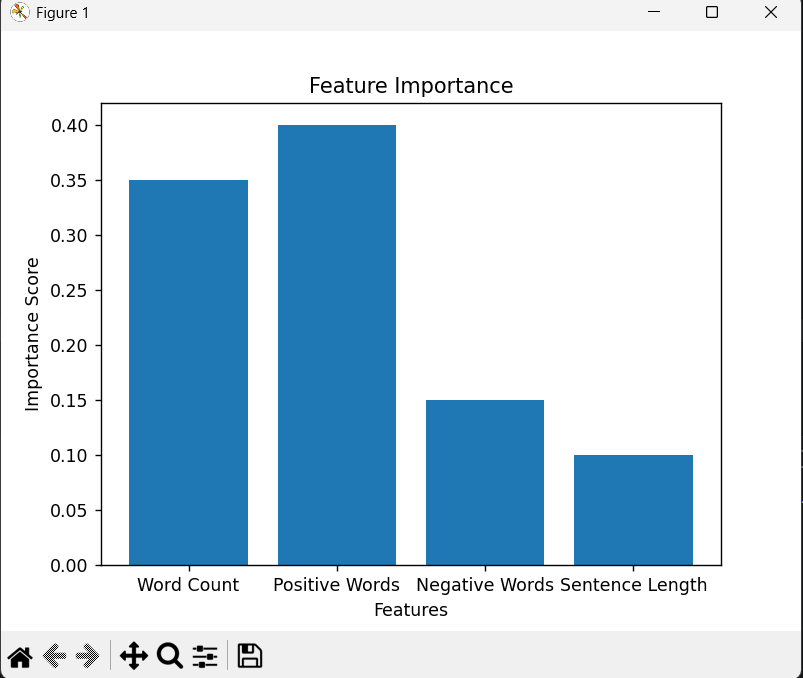 Figure 1
Feature Importance
0.40
0.35
0.30
0.25
0.20
0.15
0.10
0.05
0.00
Importance Score
Word Count Positive Words Negative Words Sentence Length
Features